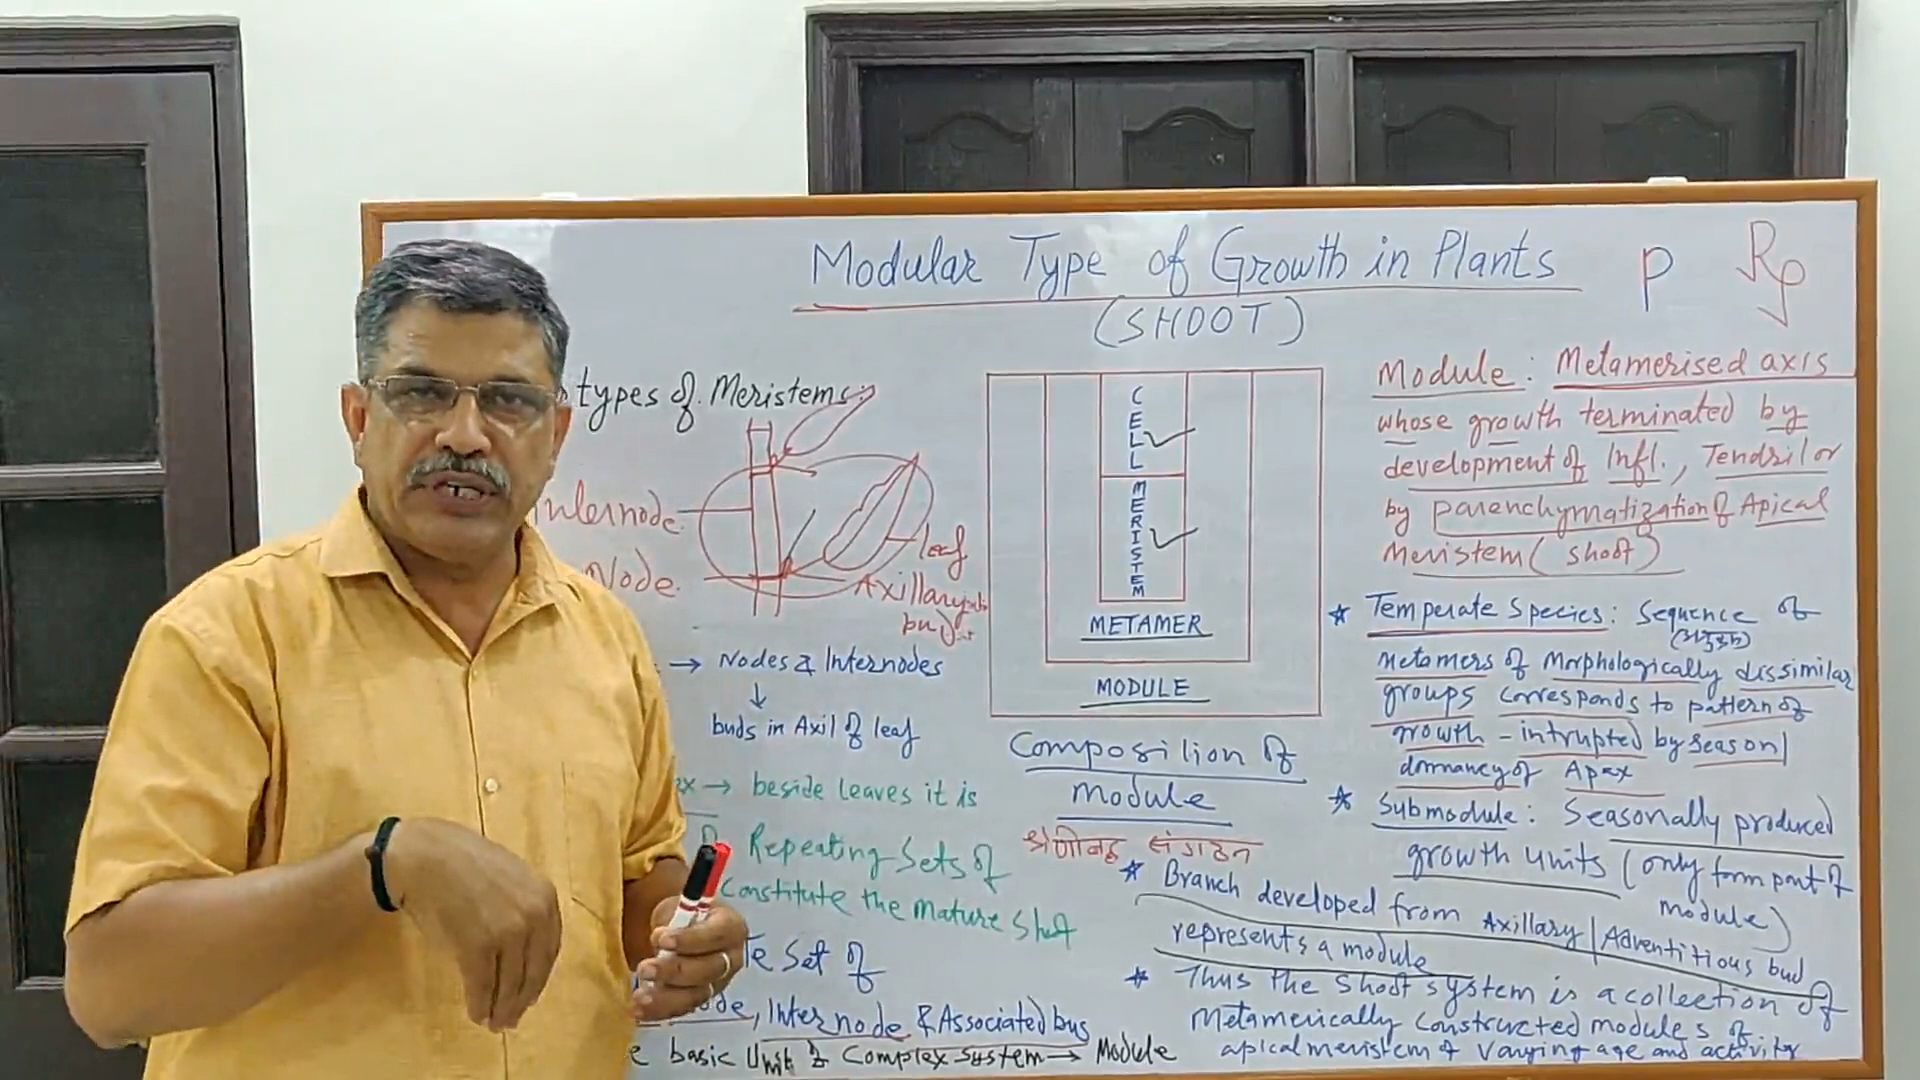 Modular Type of Growth in Plants
(SHOOT)
P
Rp
types of Meristems:
Internode
Node
leaf
Axillary
bud
→ Nodes & Internodes
↓
buds in Axil of leaf
→ beside leaves it is
Repeating Sets of
constitute the mature Shoot
Set of
Internode & Associated bus
basic Unit of Complex System → Module
CELL
MERISTEM
METAMER
MODULE
Composition of
Module
श्रेणीबद्ध संगठन
Module: Metamerised axis
whose growth terminated by
development of Infl., Tendril or
by parenchymatization of Apical
Meristem (shoot)
* Temperate Species: Sequence of
Metamers of Morphologically dissimilar
groups corresponds to pattern of
growth - intrupted by season/
dormancy of Apex
* Submodule: Seasonally produced
growth units (only form part of
module)
* Branch developed from Axillary/Adventitious bud
represents a module
* Thus the Shoot system is a collection of
Metamerically constructed modules of
apical meristem of varying age and activity